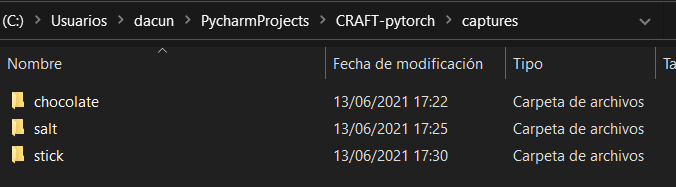 (C:) > Usuarios > dacun > PycharmProjects > CRAFT-pytorch > captures
Nombre Fecha de modificación Tipo Ta
chocolate 13/06/2021 17:22 Carpeta de archivos
salt 13/06/2021 17:25 Carpeta de archivos
stick 13/06/2021 17:30 Carpeta de archivos